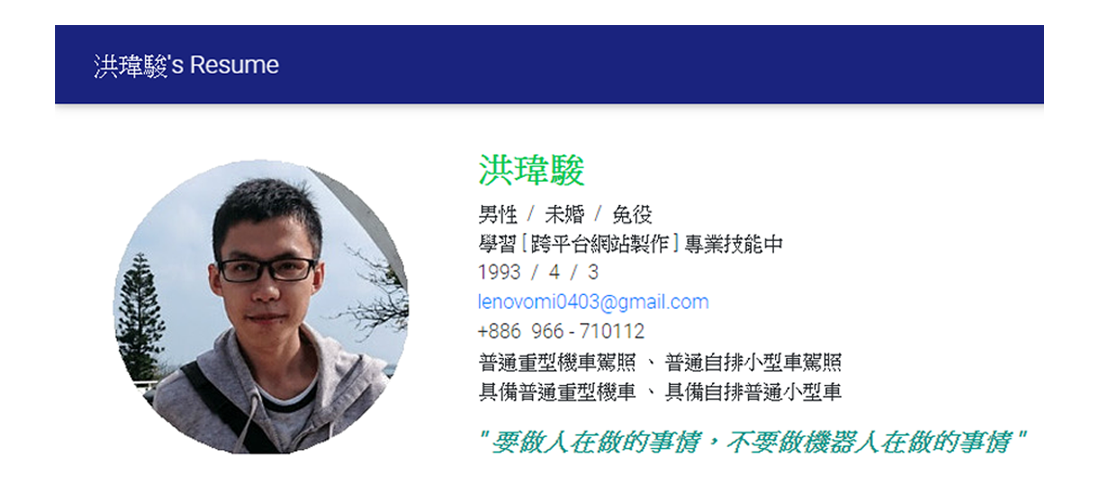 洪瑋駿's Resume
洪瑋駿
男性 / 未婚 / 免役
學習 [ 跨平台網站製作 ] 專業技能中
1993 / 4 / 3
lenovomi0403@gmail.com
+886 966 - 710112
普通重型機車駕照 、 普通自排小型車駕照
具備普通重型機車 、 具備自排普通小型車
"要做人在做的事情，不要做機器人在做的事情"